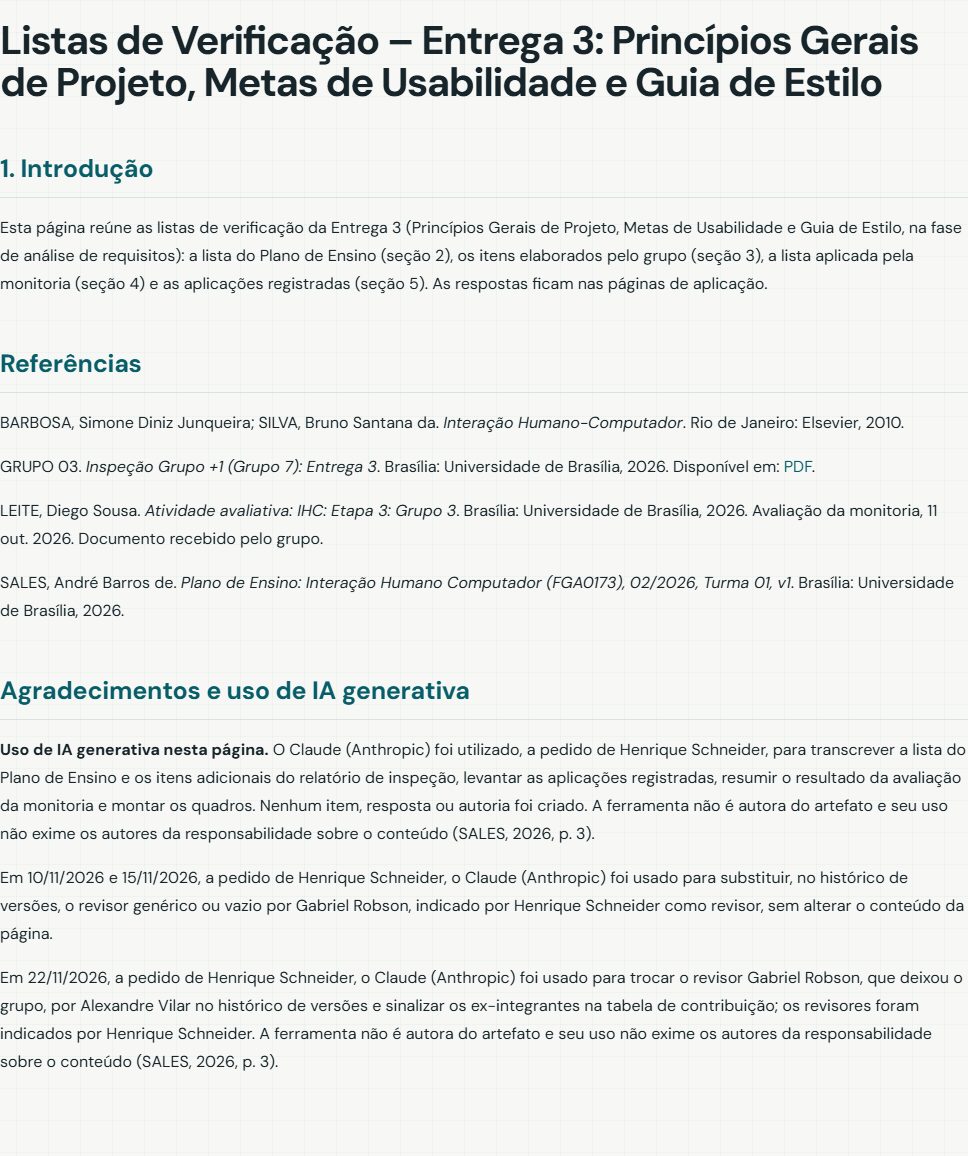 Listas de Verificação – Entrega 3: Princípios Gerais
de Projeto, Metas de Usabilidade e Guia de Estilo
1. Introdução
Esta página reúne as listas de verificação da Entrega 3 (Princípios Gerais de Projeto, Metas de Usabilidade e Guia de Estilo, na fase
de análise de requisitos): a lista do Plano de Ensino (seção 2), os itens elaborados pelo grupo (seção 3), a lista aplicada pela
monitoria (seção 4) e as aplicações registradas (seção 5). As respostas ficam nas páginas de aplicação.
Referências
BARBOSA, Simone Diniz Junqueira; SILVA, Bruno Santana da. Interação Humano-Computador. Rio de Janeiro: Elsevier, 2010.
GRUPO 03. Inspeção Grupo +1 (Grupo 7): Entrega 3. Brasília: Universidade de Brasília, 2026. Disponível em: PDF.
LEITE, Diego Sousa. Atividade avaliativa: IHC: Etapa 3: Grupo 3. Brasília: Universidade de Brasília, 2026. Avaliação da monitoria, 11
out. 2026. Documento recebido pelo grupo.
SALES, André Barros de. Plano de Ensino: Interação Humano Computador (FGA0173), 02/2026, Turma 01, v1. Brasília: Universidade
de Brasília, 2026.
Agradecimentos e uso de IA generativa
Uso de IA generativa nesta página. O Claude (Anthropic) foi utilizado, a pedido de Henrique Schneider, para transcrever a lista do
Plano de Ensino e os itens adicionais do relatório de inspeção, levantar as aplicações registradas, resumir o resultado da avaliação
da monitoria e montar os quadros. Nenhum item, resposta ou autoria foi criado. A ferramenta não é autora do artefato e seu uso
não exime os autores da responsabilidade sobre o conteúdo (SALES, 2026, p. 3).
Em 10/11/2026 e 15/11/2026, a pedido de Henrique Schneider, o Claude (Anthropic) foi usado para substituir, no histórico de
versões, o revisor genérico ou vazio por Gabriel Robson, indicado por Henrique Schneider como revisor, sem alterar o conteúdo da
página.
Em 22/11/2026, a pedido de Henrique Schneider, o Claude (Anthropic) foi usado para trocar o revisor Gabriel Robson, que deixou o
grupo, por Alexandre Vilar no histórico de versões e sinalizar os ex-integrantes na tabela de contribuição; os revisores foram
indicados por Henrique Schneider. A ferramenta não é autora do artefato e seu uso não exime os autores da responsabilidade
sobre o conteúdo (SALES, 2026, p. 3).